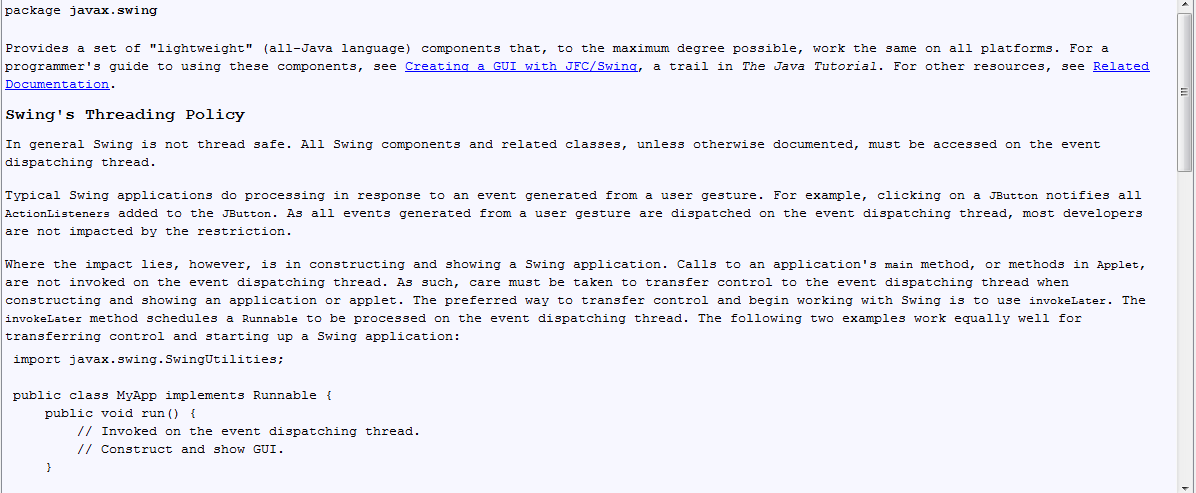 package javax.swing
Provides a set of "lightweight" (all-Java language) components that, to the maximum degree possible, work the same on all platforms. For a
programmer's guide to using these components, see Creating a GUI with JFC/Swing, a trail in The Java Tutorial. For other resources, see Related
Documentation.
Swing's Threading Policy
In general Swing is not thread safe. All Swing components and related classes, unless otherwise documented, must be accessed on the event
dispatching thread.
Typical Swing applications do processing in response to an event generated from a user gesture. For example, clicking on a JButton notifies all
ActionListeners added to the JButton. As all events generated from a user gesture are dispatched on the event dispatching thread, most developers
are not impacted by the restriction.
Where the impact lies, however, is in constructing and showing a Swing application. Calls to an application's main method, or methods in Applet,
are not invoked on the event dispatching thread. As such, care must be taken to transfer control to the event dispatching thread when
constructing and showing an application or applet. The preferred way to transfer control and begin working with Swing is to use invokeLater. The
invokeLater method schedules a Runnable to be processed on the event dispatching thread. The following two examples work equally well for
transferring control and starting up a Swing application:
import javax.swing.SwingUtilities;
public class MyApp implements Runnable {
public void run() {
// Invoked on the event dispatching thread.
// Construct and show GUI.
}